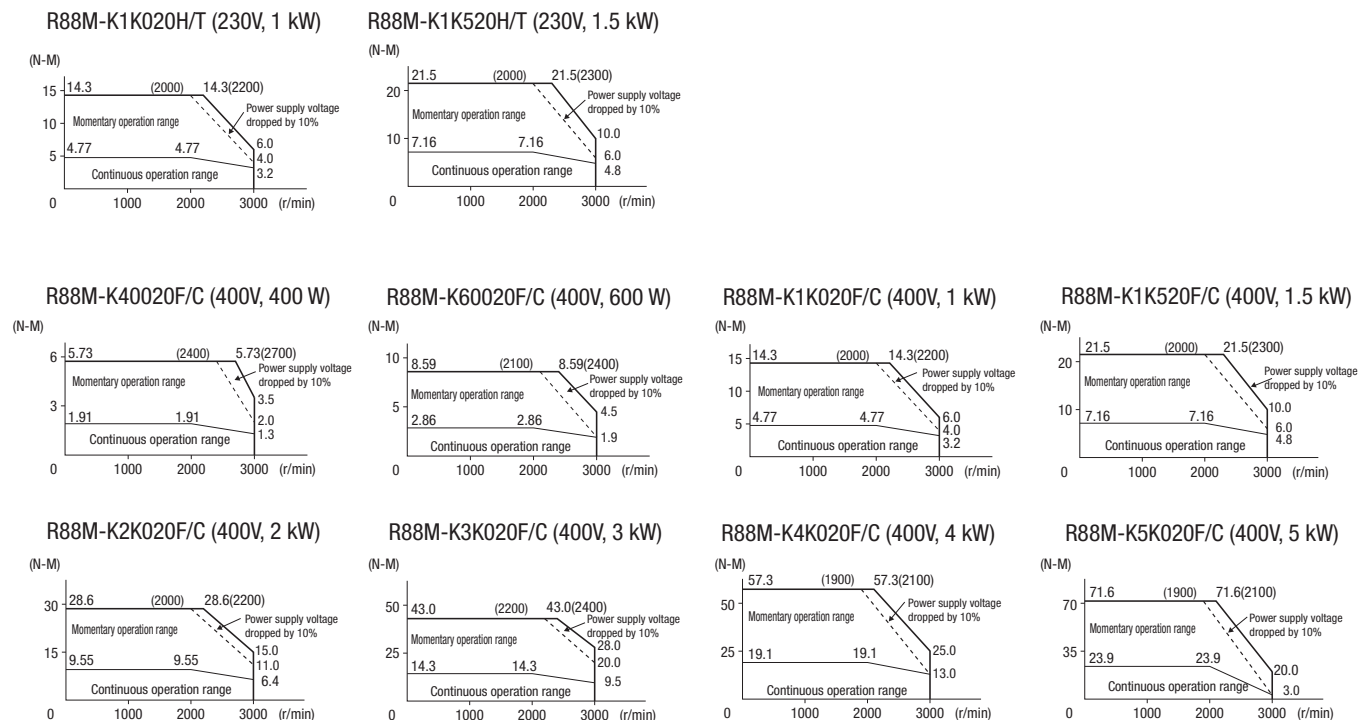 R88M-K1K020H/T (230V, 1 kW)
(N-M)
15
14.3
(2000)
14.3(2200)
Power supply voltage
dropped by 10%
10
Momentary operation range
6.0
5
4.77
4.77
4.0
3.2
Continuous operation range
0
1000
2000
3000
(r/min)
R88M-K1K520H/T (230V, 1.5 kW)
21.5
(2000)
21.5(2300)
20
Power supply voltage
dropped by 10%
Momentary operation range
10
10.0
7.16
7.16
6.0
4.8
Continuous operation range
0
1000
2000
3000
(r/min)
R88M-K40020F/C (400V, 400 W)
(N-M)
6
5.73
(2400)
5.73(2700)
Power supply voltage
dropped by 10%
Momentary operation range
3.5
3
1.91
1.91
2.0
1.3
Continuous operation range
0
1000
2000
3000
(r/min)
R88M-K60020F/C (400V, 600 W)
(N-M)
10
8.59
(2100)
8.59(2400)
Power supply voltage
dropped by 10%
Momentary operation range
5
4.5
2.86
2.86
1.9
Continuous operation range
0
1000
2000
3000
(r/min)
R88M-K1K020F/C (400V, 1 kW)
(N-M)
15
14.3
(2000)
14.3(2200)
Power supply voltage
dropped by 10%
10
Momentary operation range
6.0
5
4.77
4.77
4.0
3.2
Continuous operation range
0
1000
2000
3000
(r/min)
R88M-K1K520F/C (400V, 1.5 kW)
(N-M)
21.5
(2000)
21.5(2300)
20
Power supply voltage
dropped by 10%
Momentary operation range
10
10.0
7.16
7.16
6.0
4.8
Continuous operation range
0
1000
2000
3000
(r/min)
R88M-K2K020F/C (400V, 2 kW)
(N-M)
30
28.6
(2000)
28.6(2200)
Power supply voltage
dropped by 10%
Momentary operation range
15
15.0
9.55
9.55
11.0
6.4
Continuous operation range
0
1000
2000
3000
(r/min)
R88M-K3K020F/C (400V, 3 kW)
(N-M)
50
43.0
(2200)
43.0(2400)
Power supply voltage
dropped by 10%
Momentary operation range
28.0
25
20.0
14.3
14.3
9.5
Continuous operation range
0
1000
2000
3000
(r/min)
R88M-K4K020F/C (400V, 4 kW)
(N-M)
57.3
(1900)
57.3(2100)
50
Power supply voltage
dropped by 10%
Momentary operation range
25
25.0
19.1
19.1
13.0
Continuous operation range
0
1000
2000
3000
(r/min)
R88M-K5K020F/C (400V, 5 kW)
(N-M)
70
71.6
(1900)
71.6(2100)
Power supply voltage
dropped by 10%
Momentary operation range
35
23.9
23.9
20.0
3.0
Continuous operation range
0
1000
2000
3000
(r/min)